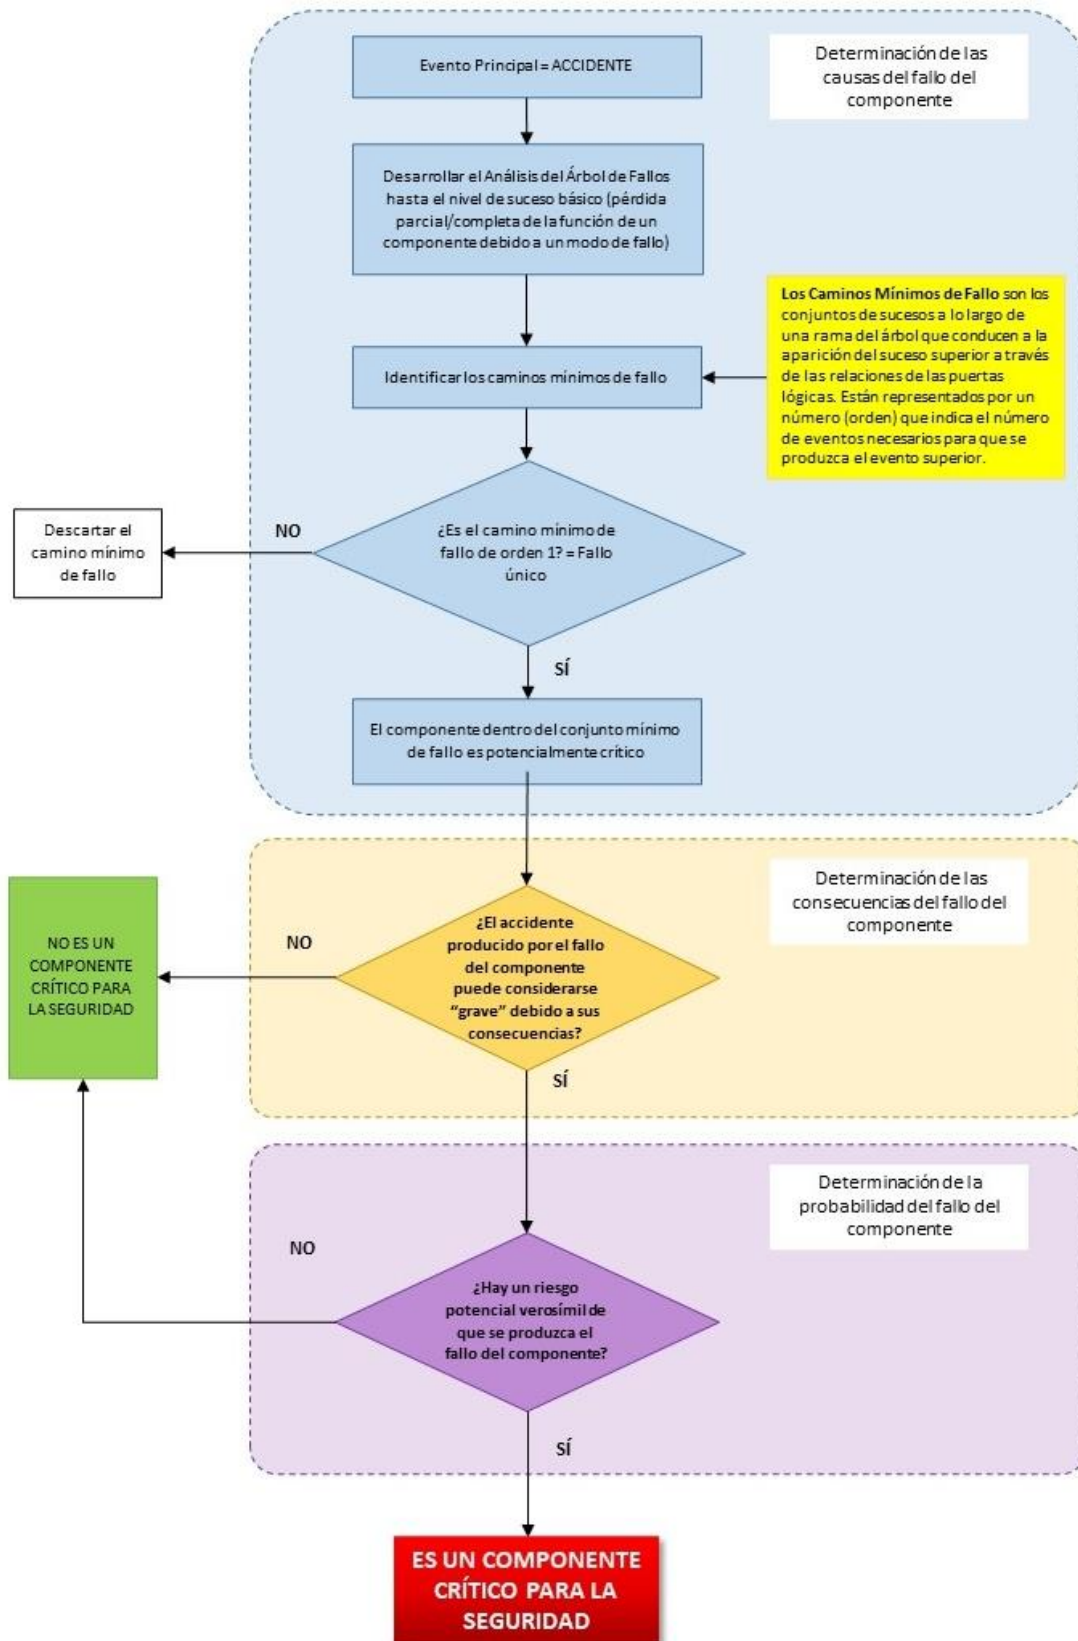 Evento Principal = ACCIDENTE
Determinación de las
causas del fallo del
componente
Desarrollar el Análisis del Árbol de Fallos
hasta el nivel de suceso básico (pérdida
parcial/completa de la función de un
componente debido a un modo de fallo)
Los Caminos Mínimos de Fallo son los
conjuntos de sucesos a lo largo de
una rama del árbol que conducen a la
aparición del suceso superior a través
de las relaciones de las puertas
lógicas. Están representados por un
número (orden) que indica el número
de eventos necesarios para que se
produzca el evento superior.
Identificar los caminos mínimos de fallo
¿Es el camino mínimo de
fallo de orden 1? = Fallo
único
NO
Descartar el
camino mínimo
de fallo
SÍ
El componente dentro del conjunto mínimo
de fallo es potencialmente crítico
Determinación de las
consecuencias del fallo del
componente
¿El accidente
producido por el fallo
del componente
puede considerarse
"grave" debido a sus
consecuencias?
NO
NO ES UN
COMPONENTE
CRÍTICO PARA
LA SEGURIDAD
SÍ
Determinación de la
probabilidad del fallo del
componente
NO
¿Hay un riesgo
potencial verosímil de
que se produzca el
fallo del componente?
SÍ
ES UN COMPONENTE
CRÍTICO PARA LA
SEGURIDAD